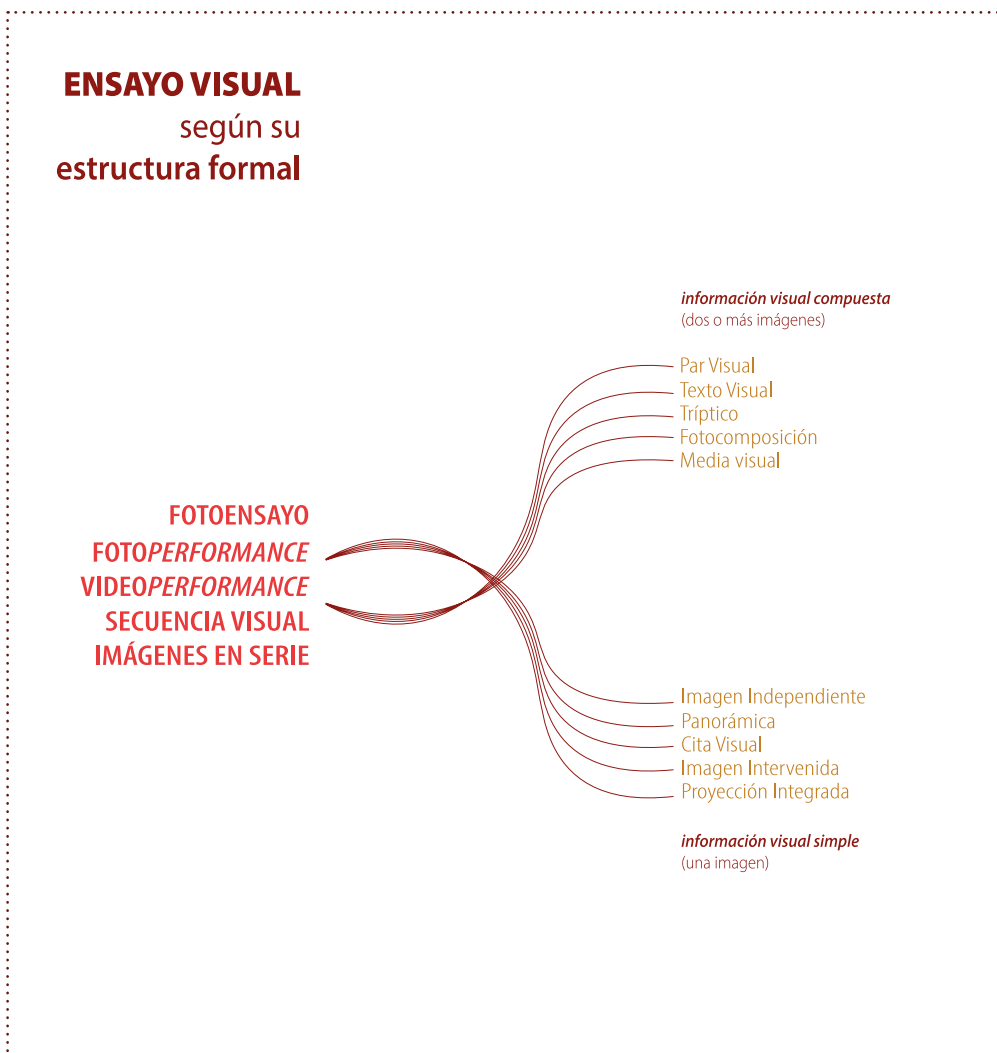 ENSAYO VISUAL
según su
estructura formal
información visual compuesta
(dos o más imágenes)
Par Visual
Texto Visual
Tríptico
Fotocomposición
Media visual
FOTOENSAYO
FOTOPERFORMANCE
VIDEOPERFORMANCE
SECUENCIA VISUAL
IMÁGENES EN SERIE
Imagen Independiente
Panorámica
Cita Visual
Imagen Intervenida
Proyección Integrada
información visual simple
(una imagen)